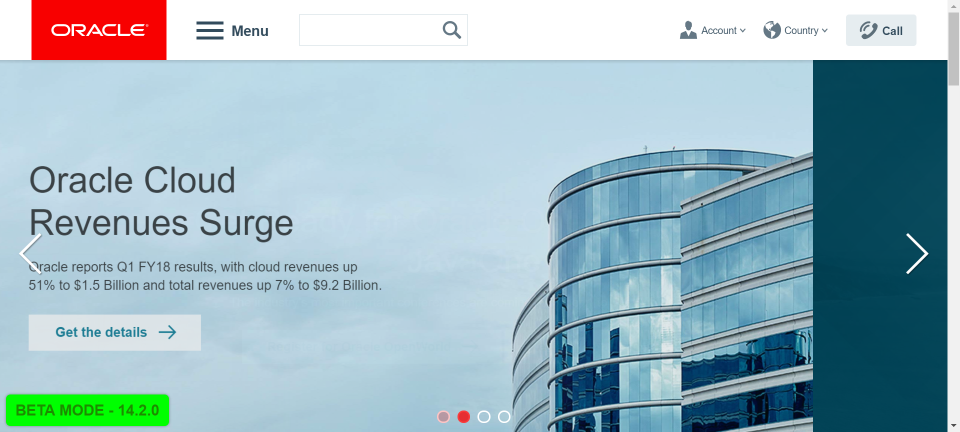 ORACLE
Menu
Account
Country
Call
Oracle Cloud
Revenues Surge
Oracle reports Q1 FY18 results, with cloud revenues up
51% to $1.5 Billion and total revenues up 7% to $9.2 Billion.
Get the details
BETA MODE - 14.2.0